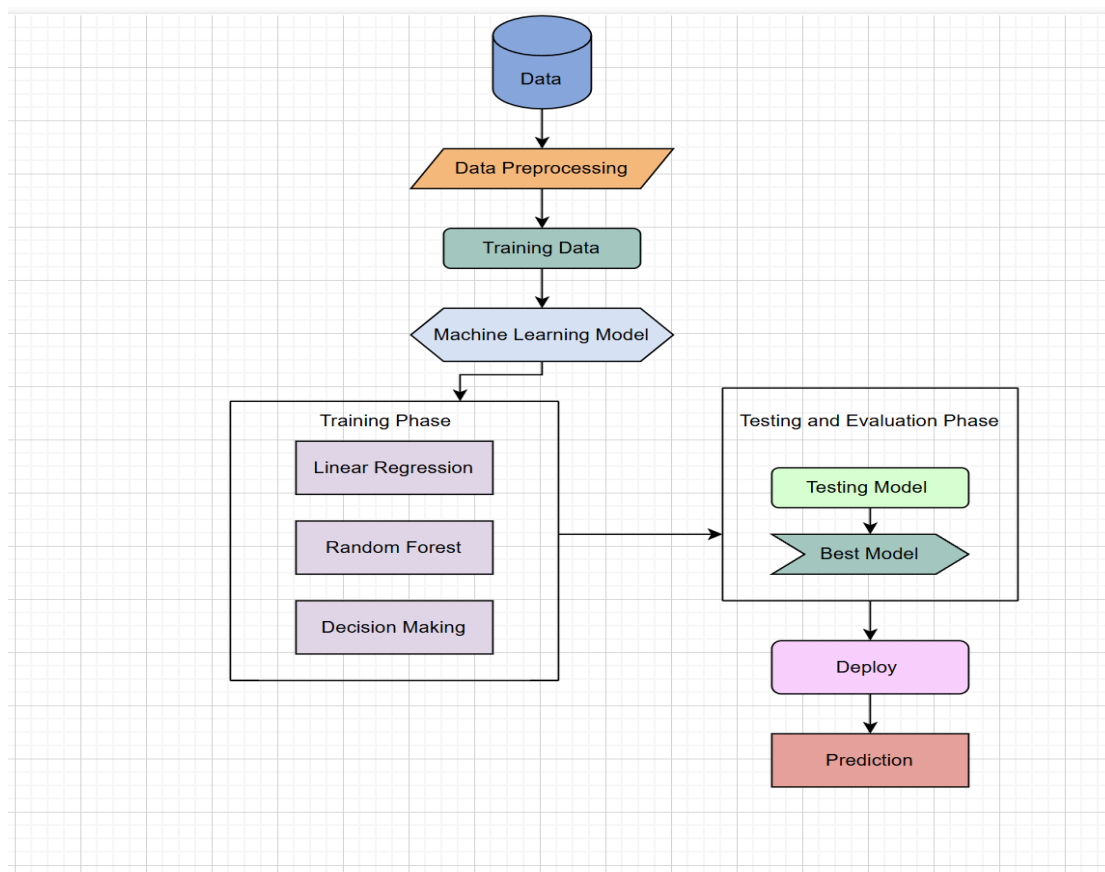 Data
Data Preprocessing
Training Data
Machine Learning Model
Training Phase
Linear Regression
Random Forest
Decision Making
Testing and Evaluation Phase
Testing Model
Best Model
Deploy
Prediction